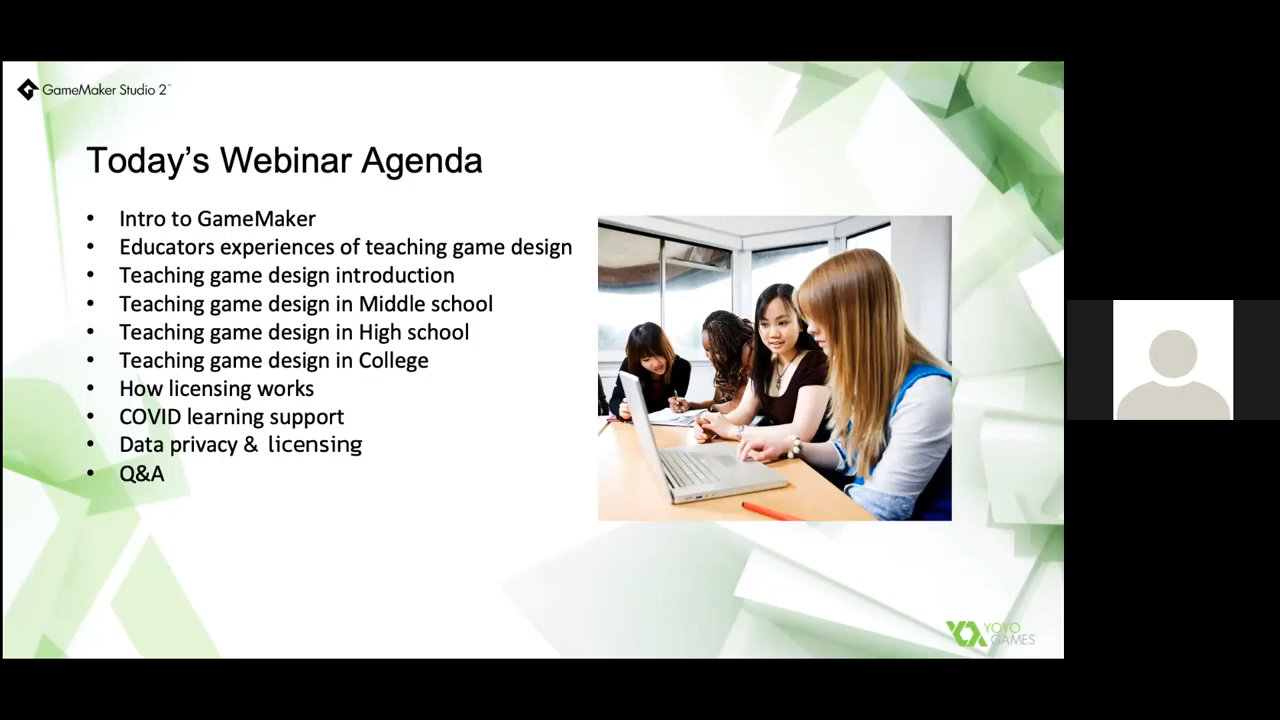 GameMaker Studio 2™
Today’s Webinar Agenda
• Intro to GameMaker
• Educators experiences of teaching game design
• Teaching game design introduction
• Teaching game design in Middle school
• Teaching game design in High school
• Teaching game design in College
• How licensing works
• COVID learning support
• Data privacy & licensing
• Q&A
YOYO
GAMES